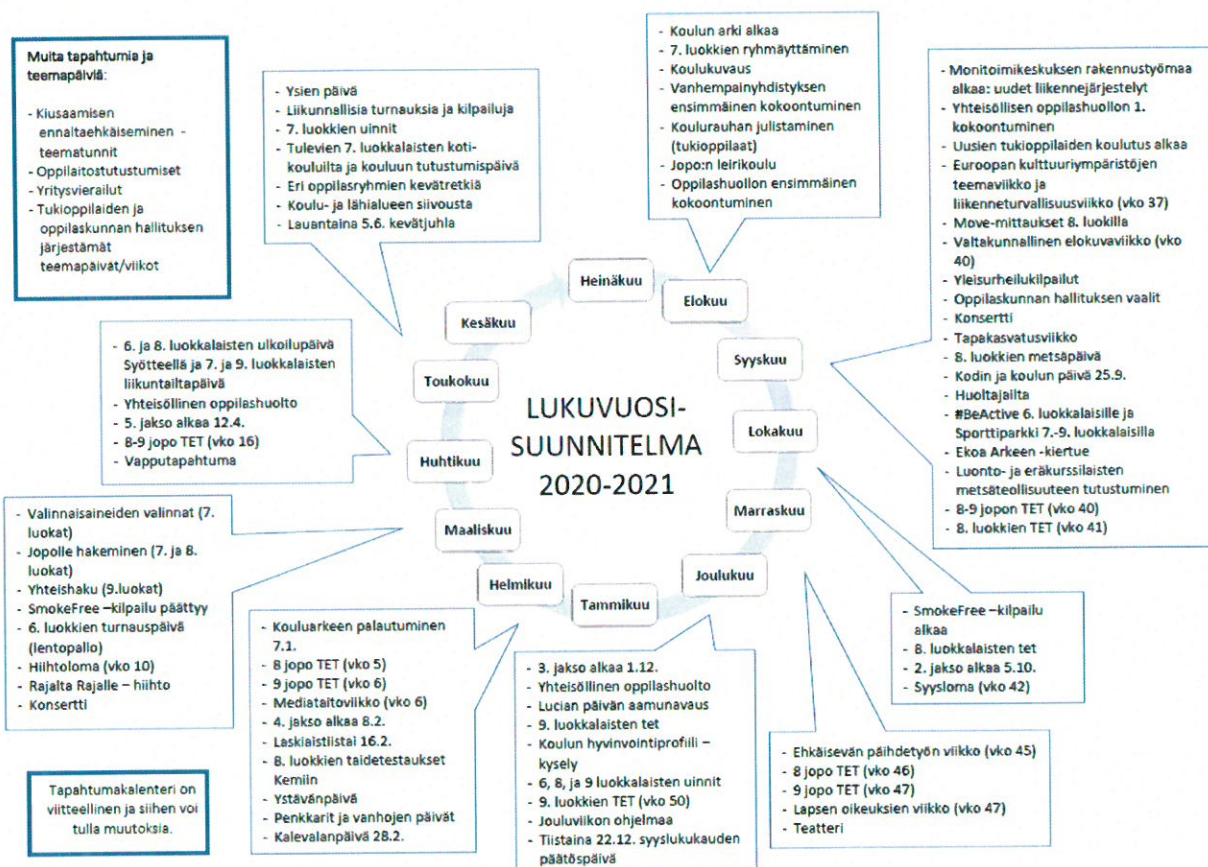 Muita tapahtumia ja
teemapäiviä:
- Kiusaamisen
ennaltaehkäiseminen -
teematunnit
- Oppilaitostutustumiset
- Yritysvierailut
- Tukioppilaiden ja
oppilaskunnan hallituksen
järjestämät
teemapäivät/viikot
- Ysien päivä
- Liikunnallisia turnauksia ja kilpailuja
- 7. luokkien uinnit
- Tulevien 7. luokkalaisten koti-
kouluilta ja kouluun tutustumispäivä
- Eri oppilasryhmien kevätretkiä
- Koulu- ja lähialueen siivousta
- Lauantaina 5.6. kevätjuhla
- Koulun arki alkaa
- 7. luokkien ryhmäyttäminen
- Koulukuvaus
- Vanhempainyhdistyksen
ensimmäinen kokoontuminen
- Koulurauhan julistaminen
(tukioppilaat)
- Jopo:n leirikoulu
- Oppilashuollon ensimmäinen
kokoontuminen
- Monitoimikeskuksen rakennustyömaa
alkaa: uudet liikennejärjestelyt
- Yhteisöllisen oppilashuollon 1.
kokoontuminen
- Uusien tukioppilaiden koulutus alkaa
- Euroopan kulttuuriympäristöjen
teemaviikko ja
liikenneturvallisuusviikko (vko 37)
- Move-mittaukset 8. luokilla
- Valtakunnallinen elokuvaviikko (vko
40)
- Yleisurheilukilpailut
- Oppilaskunnan hallituksen vaalit
- Konsertti
- Tapakasvatusviikko
- 8. luokkien metsäpäivä
- Kodin ja koulun päivä 25.9.
- Huoltajailta
- #BeActive 6. luokkalaisille ja
Sporttiparkki 7.-9. luokkalaisilla
- Ekoa Arkeen -kiertue
- Luonto- ja eräkurssilaisten
metsäteollisuuteen tutustuminen
- 8-9 jopon TET (vko 40)
- 8. luokkien TET (vko 41)
Heinäkuu
Elokuu
Syyskuu
Lokakuu
Marraskuu
Joulukuu
Tammikuu
Helmikuu
Maaliskuu
Huhtikuu
Toukokuu
Kesäkuu
LUKUVUOSI-
SUUNNITELMA
2020-2021
- 6. ja 8. luokkalaisten ulkoilupäivä
Syötteellä ja 7. ja 9. luokkalaisten
liikuntailtapäivä
- Yhteisöllinen oppilashuolto
- 5. jakso alkaa 12.4.
- 8-9 jopo TET (vko 16)
- Vapputapahtuma
- Valinnaisaineiden valinnat (7.
luokat)
- Jopolle hakeminen (7. ja 8.
luokat)
- Yhteishaku (9.luokat)
- SmokeFree –kilpailu päättyy
- 6. luokkien turnauspäivä
(lentopallo)
- Hiihtoloma (vko 10)
- Rajalta Rajalle – hiihto
- Konsertti
- Kouluarkeen palautuminen
7.1.
- 8 jopo TET (vko 5)
- 9 jopo TET (vko 6)
- Mediataitoviikko (vko 6)
- 4. jakso alkaa 8.2.
- Laskiaistiistai 16.2.
- 8. luokkien taidetestaukset
Kemiin
- Ystävänpäivä
- Penkkarit ja vanhojen päivät
- Kalevalanpäivä 28.2.
- 3. jakso alkaa 1.12.
- Yhteisöllinen oppilashuolto
- Lucian päivän aamunavaus
- 9. luokkalaisten tet
- Koulun hyvinvointiprofiili –
kysely
- 6, 8, ja 9 luokkalaisten uinnit
- 9. luokkien TET (vko 50)
- Jouluviikon ohjelmaa
- Tiistaina 22.12. syyslukukauden
päätöspäivä
- SmokeFree –kilpailu
alkaa
- 8. luokkalaisten tet
- 2. jakso alkaa 5.10.
- Syysloma (vko 42)
- Ehkäisevän päihdetyön viikko (vko 45)
- 8 jopo TET (vko 46)
- 9 jopo TET (vko 47)
- Lapsen oikeuksien viikko (vko 47)
- Teatteri
Tapahtumakalenteri on
viitteellinen ja siihen voi
tulla muutoksia.